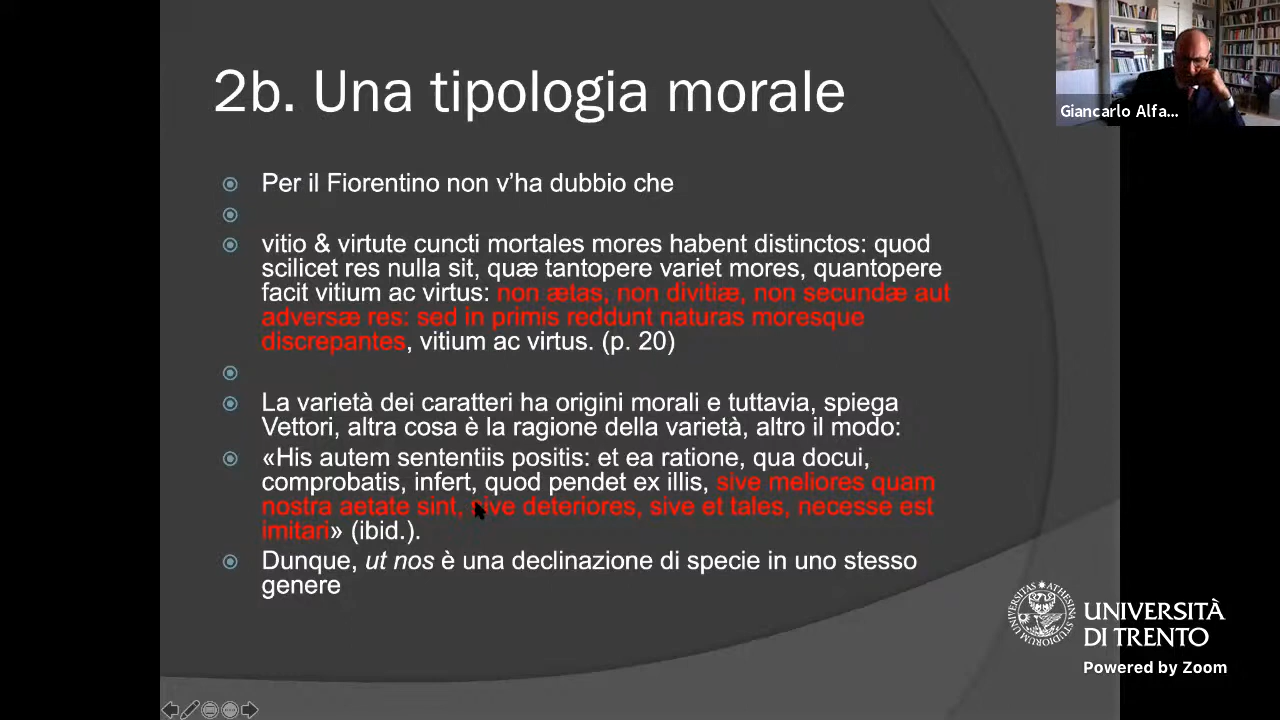 2b. Una tipologia morale
Giancarlo Alfa...
Per il Fiorentino non v'ha dubbio che
vitio & virtute cuncti mortales mores habent distinctos: quod
scilicet res nulla sit, quæ tantopere variet mores, quantopere
facit vitium ac virtus: non ætas, non divitiæ, non secundæ aut
adversæ res: sed in primis reddunt naturas moresque
discrepantes, vitium ac virtus. (p. 20)
La varietà dei caratteri ha origini morali e tuttavia, spiega
Vettori, altra cosa è la ragione della varietà, altro il modo:
«His autem sententiis positis: et ea ratione, qua docui,
comprobatis, infert, quod pendet ex illis, sive meliores quam
nostra aetate sint, sive deteriores, sive et tales, necesse est
imitari» (ibid.).
Dunque, ut nos è una declinazione di specie in uno stesso
genere
UNIVERSITÀ
DI TRENTO
Powered by Zoom